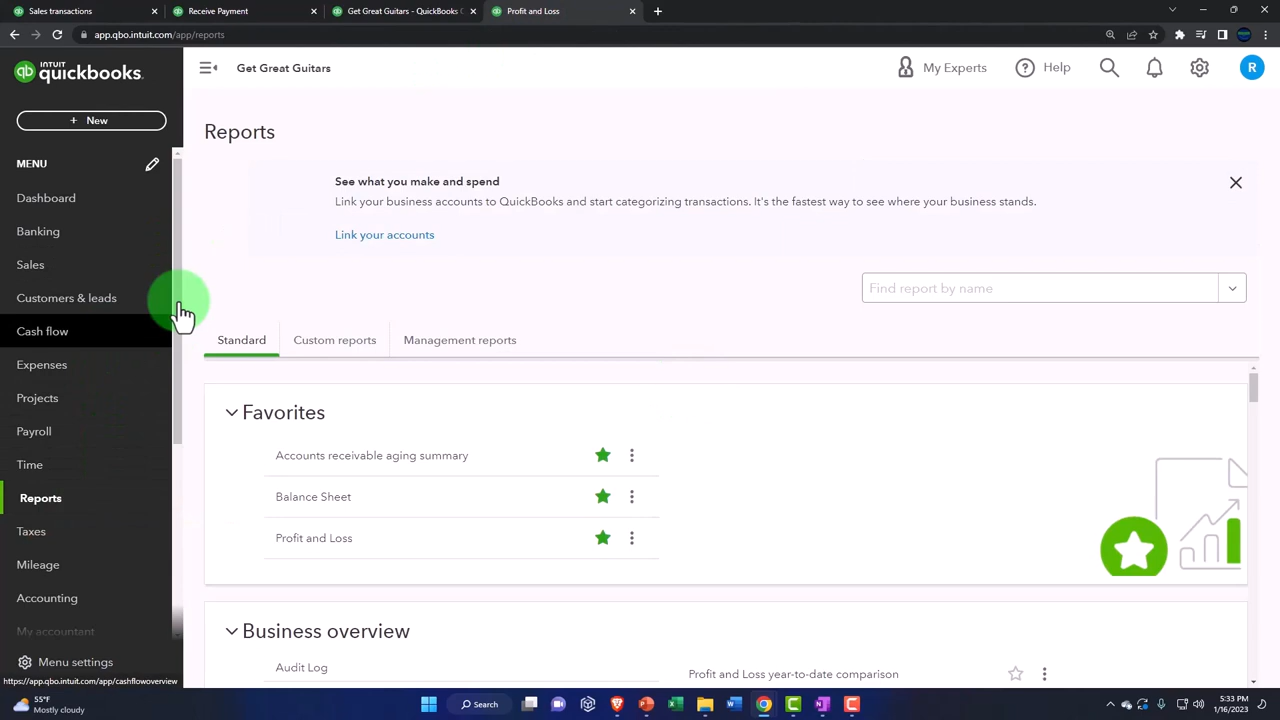 Sales transactions
Receive Payment
Get Great Guitars - QuickBooks O
Profit and Loss
app.qbo.intuit.com/app/reports
INTUIT
quickbooks.
Get Great Guitars
My Experts
Help
R
+ New
MENU
Dashboard
Banking
Sales
Customers & leads
Cash flow
Expenses
Projects
Payroll
Time
Reports
Taxes
Mileage
Accounting
My accountant
Menu settings
https://app.qbo.intuit.com/app/cashflowoverview
Reports
See what you make and spend
Link your business accounts to QuickBooks and start categorizing transactions. It's the fastest way to see where your business stands.
Link your accounts
Find report by name
Standard
Custom reports
Management reports
Favorites
Accounts receivable aging summary
Balance Sheet
Profit and Loss
Business overview
Audit Log
Profit and Loss year-to-date comparison
55°F
Mostly cloudy
Search
5:33 PM
1/16/2023